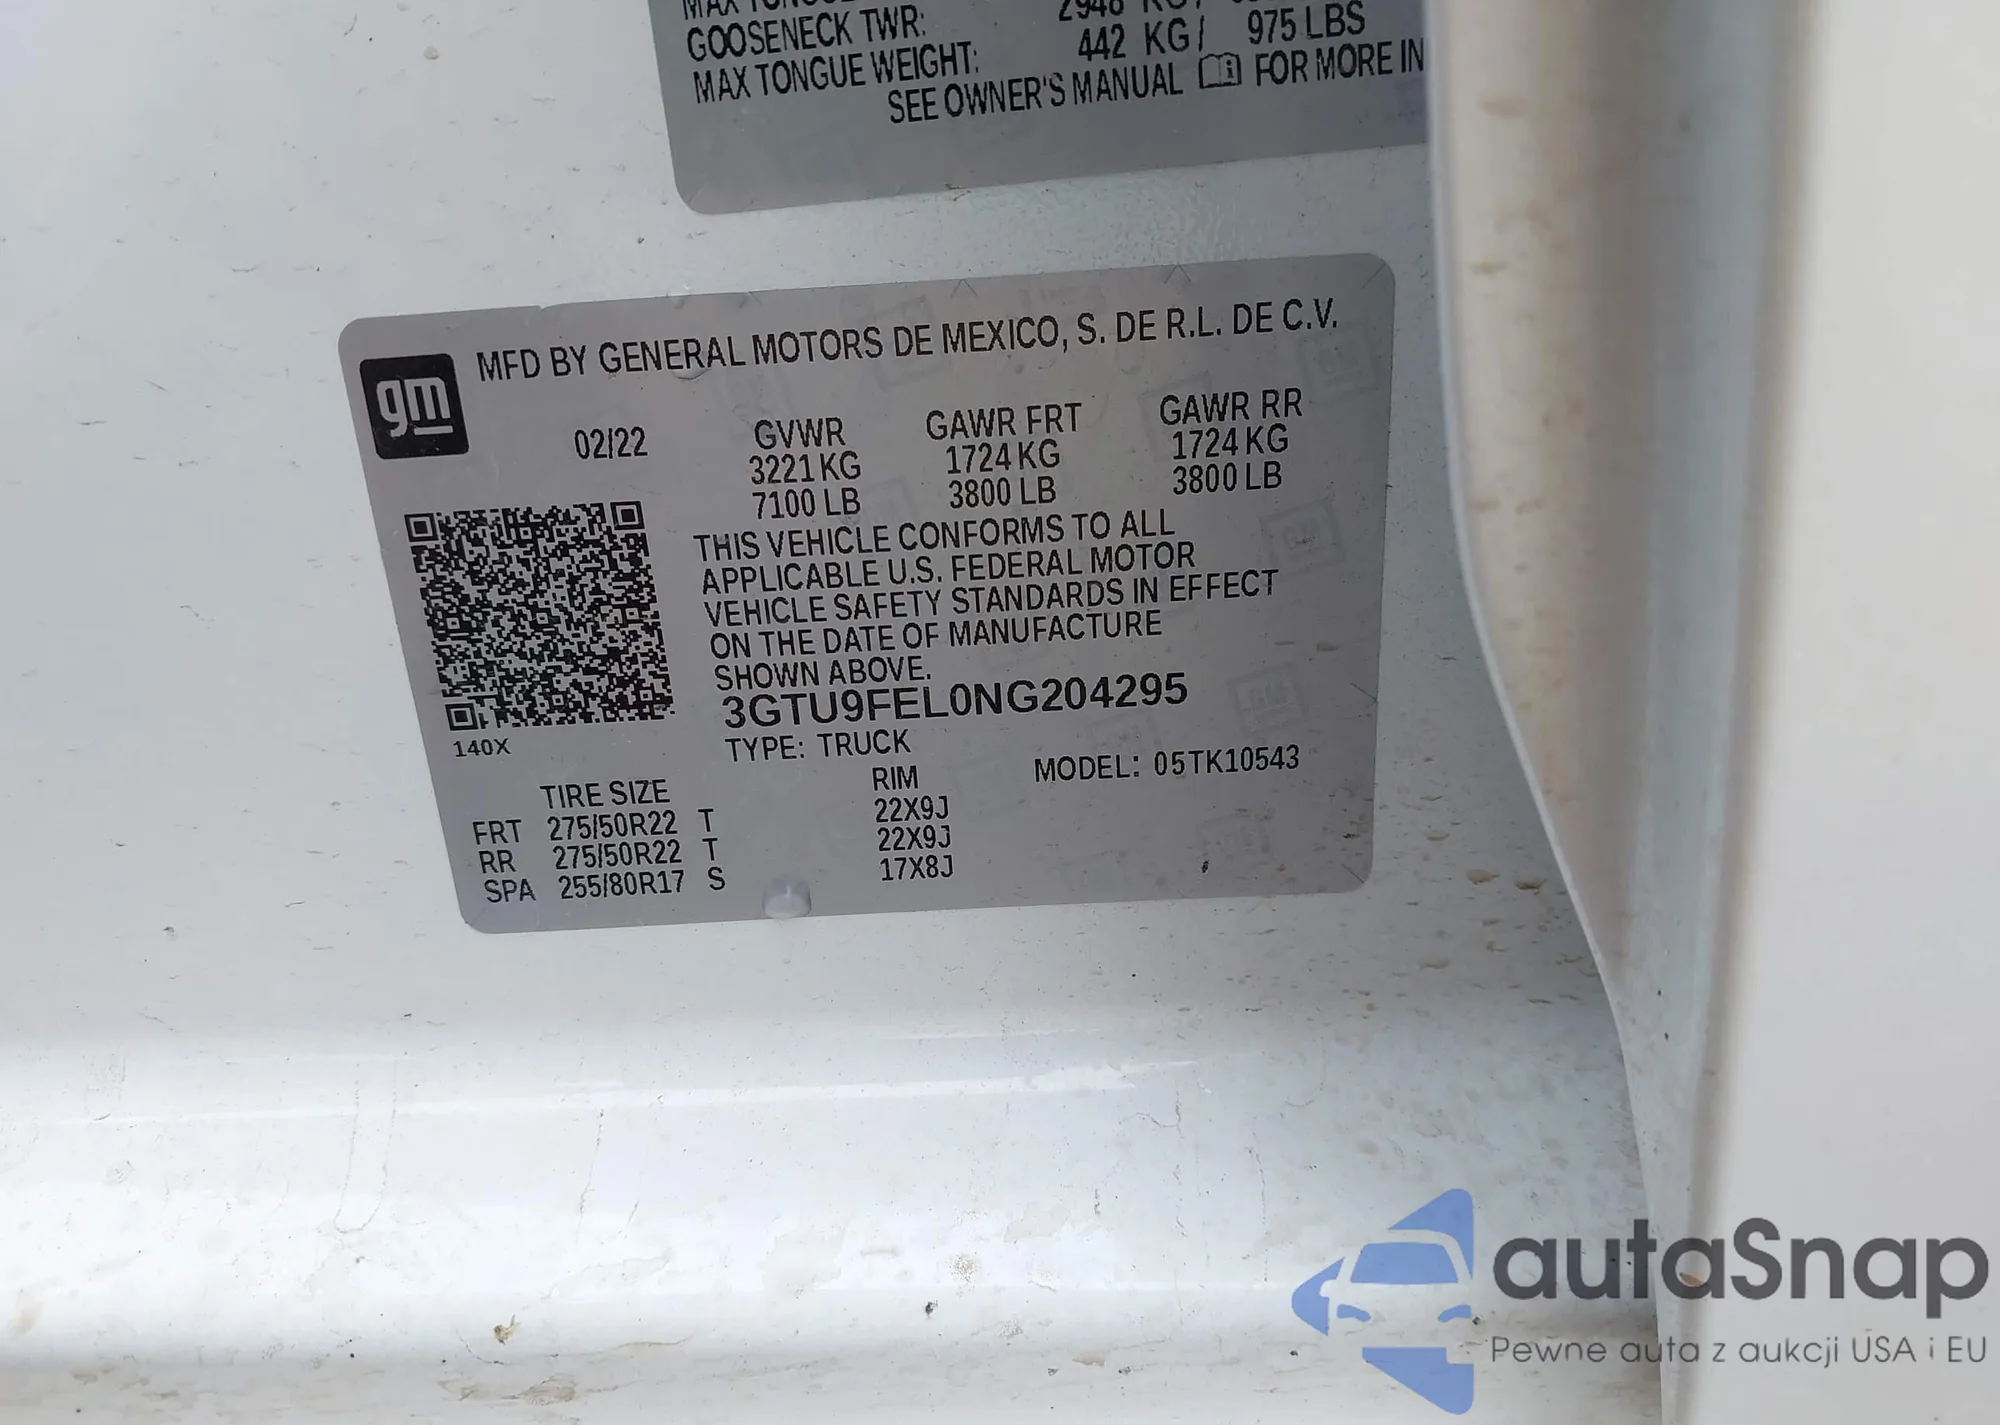 MAX TONGUE
GOOSENECK TWR: 2948 KG /
MAX TONGUE WEIGHT: 442 KG / 975 LBS
SEE OWNER'S MANUAL FOR MORE IN
gm
MFD BY GENERAL MOTORS DE MEXICO, S. DE R.L. DE C.V.
02/22 GVWR GAWR FRT GAWR RR
3221 KG 1724 KG 1724 KG
7100 LB 3800 LB 3800 LB
THIS VEHICLE CONFORMS TO ALL
APPLICABLE U.S. FEDERAL MOTOR
VEHICLE SAFETY STANDARDS IN EFFECT
ON THE DATE OF MANUFACTURE
SHOWN ABOVE.
3GTU9FEL0NG204295
140X
TYPE: TRUCK MODEL: 05TK10543
TIRE SIZE RIM
FRT 275/50R22 T 22X9J
RR 275/50R22 T 22X9J
SPA 255/80R17 S 17X8J
autaSnap
Pewne auta z aukcji USA i EU